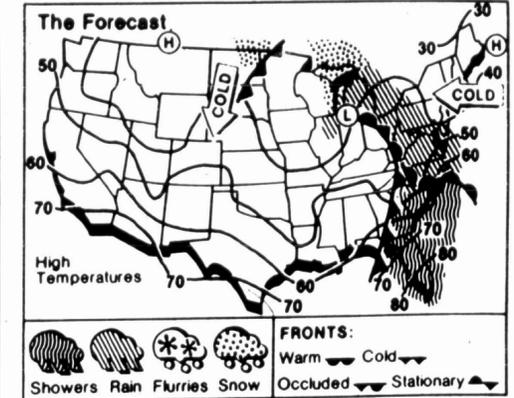 The Forecast
H
30
30
H
50
COLD
40
COLD
L
50
60
60
70
70
High
Temperatures
80
70
60
70
70
80
Showers Rain Flurries Snow
FRONTS:
Warm Cold
Occluded Stationary